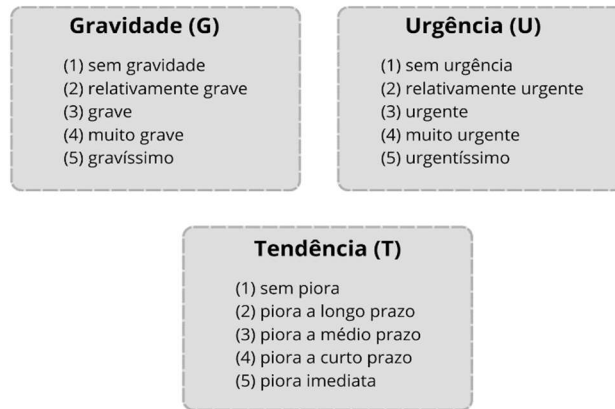 Gravidade (G)
(1) sem gravidade
(2) relativamente grave
(3) grave
(4) muito grave
(5) gravíssimo
Urgência (U)
(1) sem urgência
(2) relativamente urgente
(3) urgente
(4) muito urgente
(5) urgentíssimo
Tendência (T)
(1) sem piora
(2) piora a longo prazo
(3) piora a médio prazo
(4) piora a curto prazo
(5) piora imediata